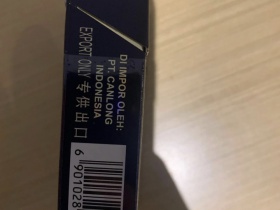 DI IMPOR OLEH:
PT. CANLONG
INDONESIA
EXPORT ONLY 专供出口
6 901028